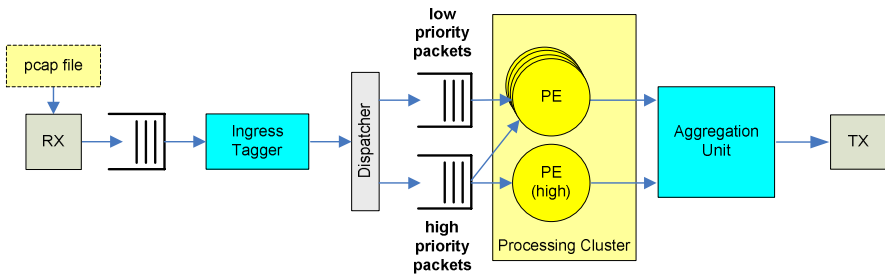 pcap file
RX
Ingress
Tagger
Dispatcher
low
priority
packets
high
priority
packets
PE
PE
(high)
Processing Cluster
Aggregation
Unit
TX